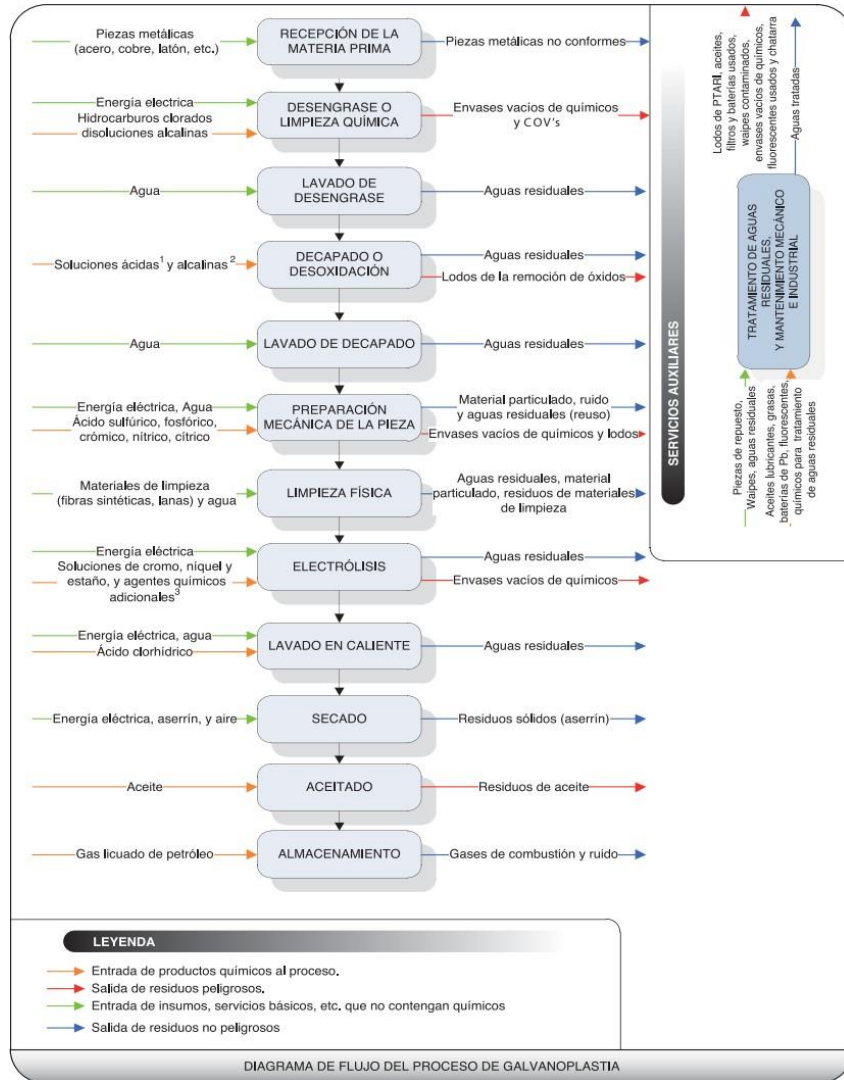 Piezas metálicas
(acero, cobre, latón, etc.)
RECEPCIÓN DE LA
MATERIA PRIMA
Piezas metálicas no conformes
Energía electrica
Hidrocarburos clorados
disoluciones alcalinas
DESENGRASE O
LIMPIEZA QUÍMICA
Envases vacios de químicos
y COV's
Agua
LAVADO DE
DESENGRASE
Aguas residuales
Soluciones ácidas¹ y alcalinas ²
DECAPADO O
DESOXIDACIÓN
Aguas residuales
Lodos de la remoción de óxidos
Agua
LAVADO DE DECAPADO
Aguas residuales
Energía eléctrica, Agua
Ácido sulfúrico, fosfórico,
crómico, nítrico, cítrico
PREPARACIÓN
MECÁNICA DE LA PIEZA
Material particulado, ruido
y aguas residuales (reuso)
Envases vacíos de químicos y lodos
Materiales de limpieza
(fibras sintéticas, lanas) y agua
LIMPIEZA FÍSICA
Aguas residuales, material
particulado, residuos de materiales
de limpieza
Energía eléctrica
Soluciones de cromo, níquel y
estaño, y agentes químicos
adicionales³
ELECTRÓLISIS
Aguas residuales
Envases vacíos de químicos
Energía eléctrica, agua
Ácido clorhídrico
LAVADO EN CALIENTE
Aguas residuales
Energía eléctrica, aserrín, y aire
SECADO
Residuos sólidos (aserrín)
Aceite
ACEITADO
Residuos de aceite
Gas licuado de petróleo
ALMACENAMIENTO
Gases de combustión y ruido
SERVICIOS AUXILIARES
Piezas de repuesto,
Waipes, aguas residuales
Aceites lubricantes, grasas,
baterías de Pb, fluorescentes,
químicos para tratamiento
de aguas residuales
TRATAMIENTO DE AGUAS
RESIDUALES,
Y MANTENIMIENTO MECÁNICO
E INDUSTRIAL
Lodos de PTARI, aceites,
filtros y baterías usados,
waipes contaminados,
envases vacíos de químicos,
fluorescentes usados y chatarra
Aguas tratadas
LEYENDA
Entrada de productos químicos al proceso.
Salida de residuos peligrosos.
Entrada de insumos, servicios básicos, etc. que no contengan químicos
Salida de residuos no peligrosos
DIAGRAMA DE FLUJO DEL PROCESO DE GALVANOPLASTIA